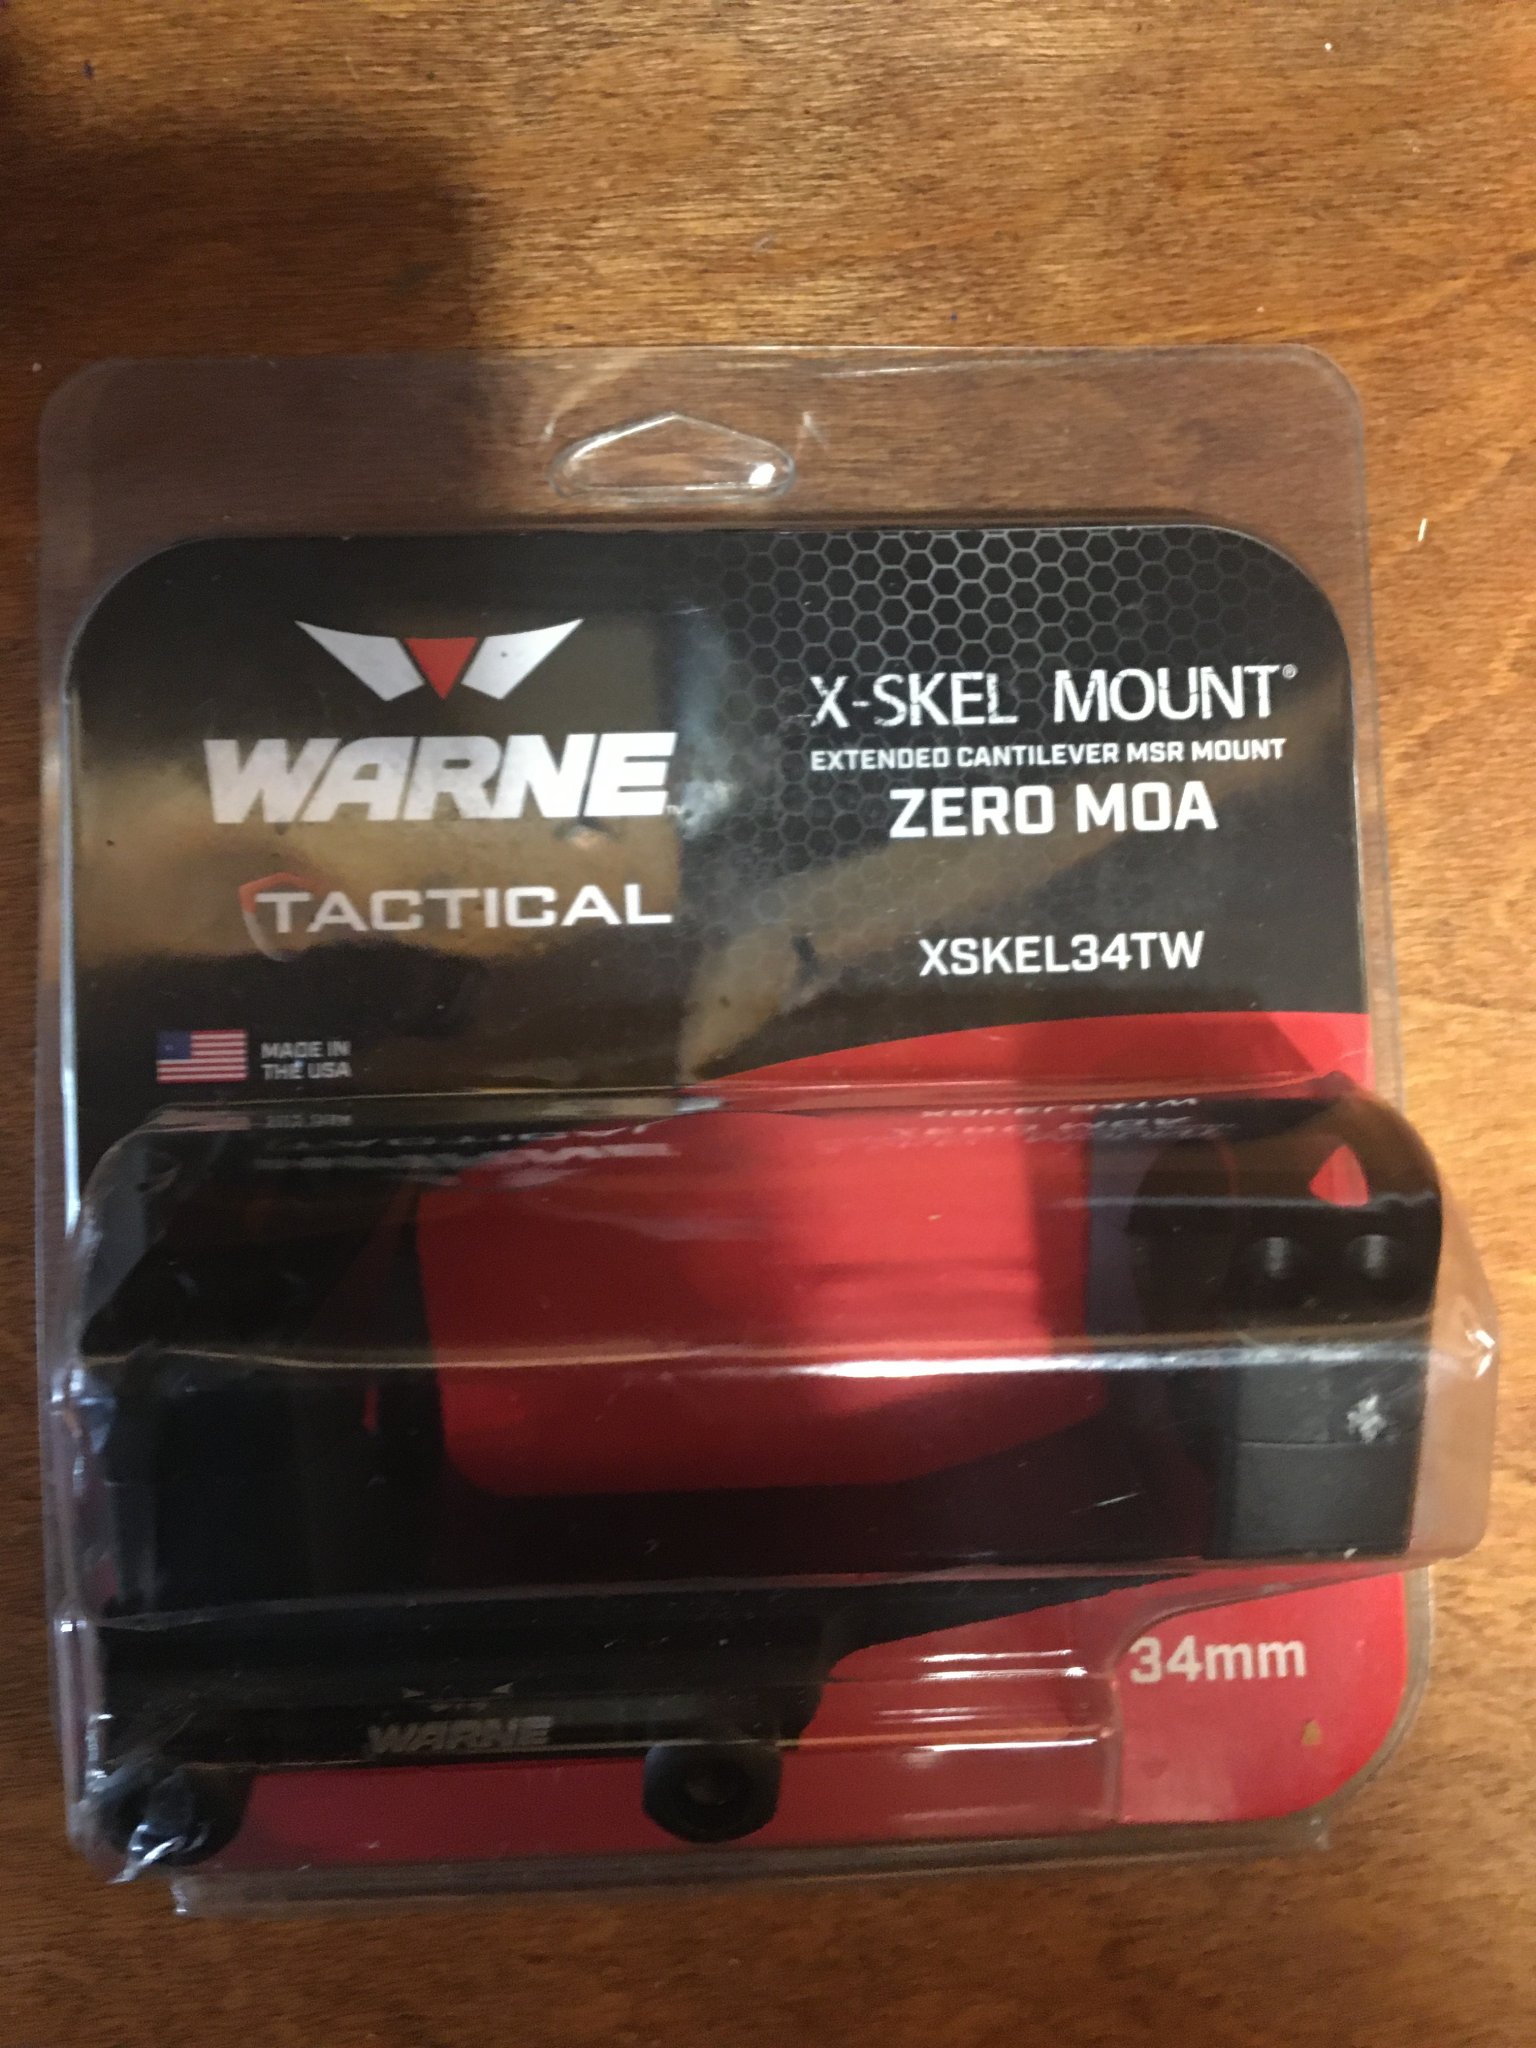 WARNE
TACTICAL
X-SKEL MOUNT®
EXTENDED CANTILEVER MSR MOUNT
ZERO MOA
XSKEL34TW
MADE IN
THE USA
34mm
WARNE